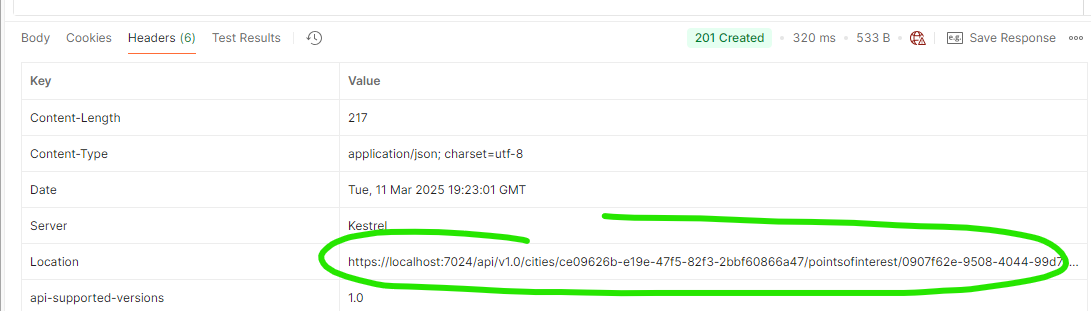 Body Cookies Headers (6) Test Results 201 Created • 320 ms • 533 B • e.g. Save Response
Key Value
Content-Length 217
Content-Type application/json; charset=utf-8
Date Tue, 11 Mar 2025 19:23:01 GMT
Server Kestrel
Location https://localhost:7024/api/v1.0/cities/ce09626b-e19e-47f5-82f3-2bbf60866a47/pointsofinterest/0907f62e-9508-4044-99d7...
api-supported-versions 1.0